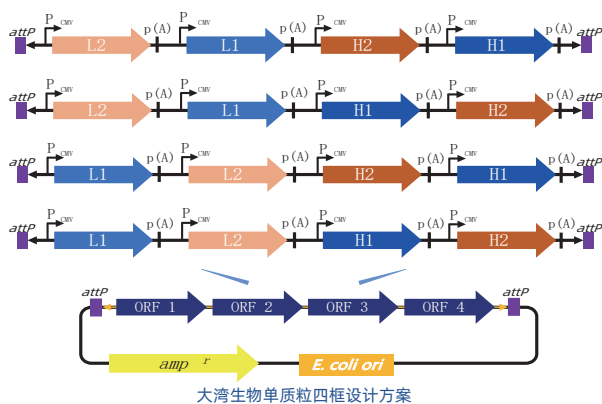 attP P CMV L2 p(A) P CMV L1 p(A) P CMV H2 p(A) P CMV H1 p(A) attP
attP P CMV L2 p(A) P CMV L1 p(A) P CMV H1 p(A) P CMV H2 p(A) attP
attP P CMV L1 p(A) P CMV L2 p(A) P CMV H2 p(A) P CMV H1 p(A) attP
attP P CMV L1 p(A) P CMV L2 p(A) P CMV H1 p(A) P CMV H2 p(A) attP
attP attP
ORF 1 ORF 2 ORF 3 ORF 4
amp r E. coli ori
大湾生物单质粒四框设计方案